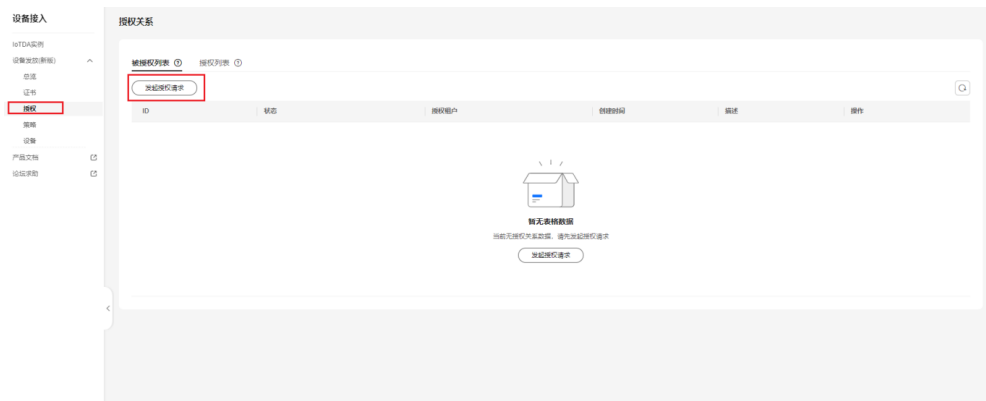 设备接入
IoTDA实例
设备发放(新版)
总览
证书
授权
策略
设备
产品文档
论坛求助
授权关系
被授权列表 授权列表
发起授权请求
ID 状态 授权租户 创建时间 描述 操作
暂无表格数据
当前无授权关系数据，请先发起授权请求
发起授权请求